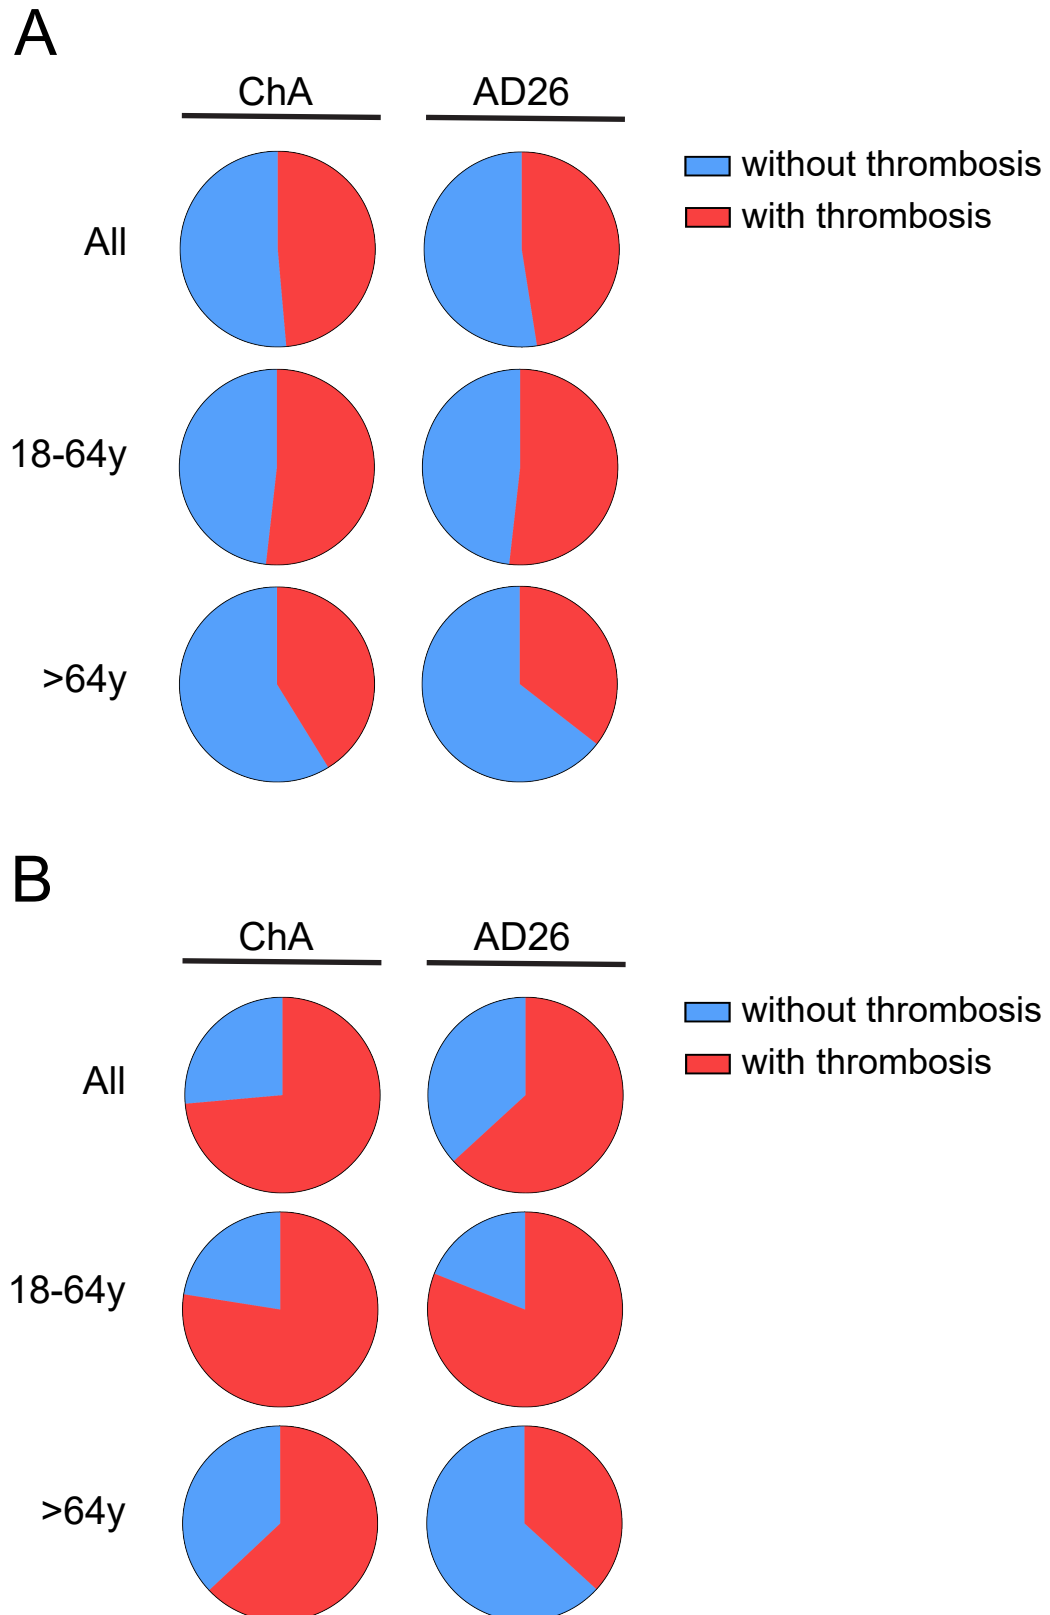 A
ChA AD26
without thrombosis
with thrombosis
All
18-64y
>64y
B
ChA AD26
without thrombosis
with thrombosis
All
18-64y
>64y